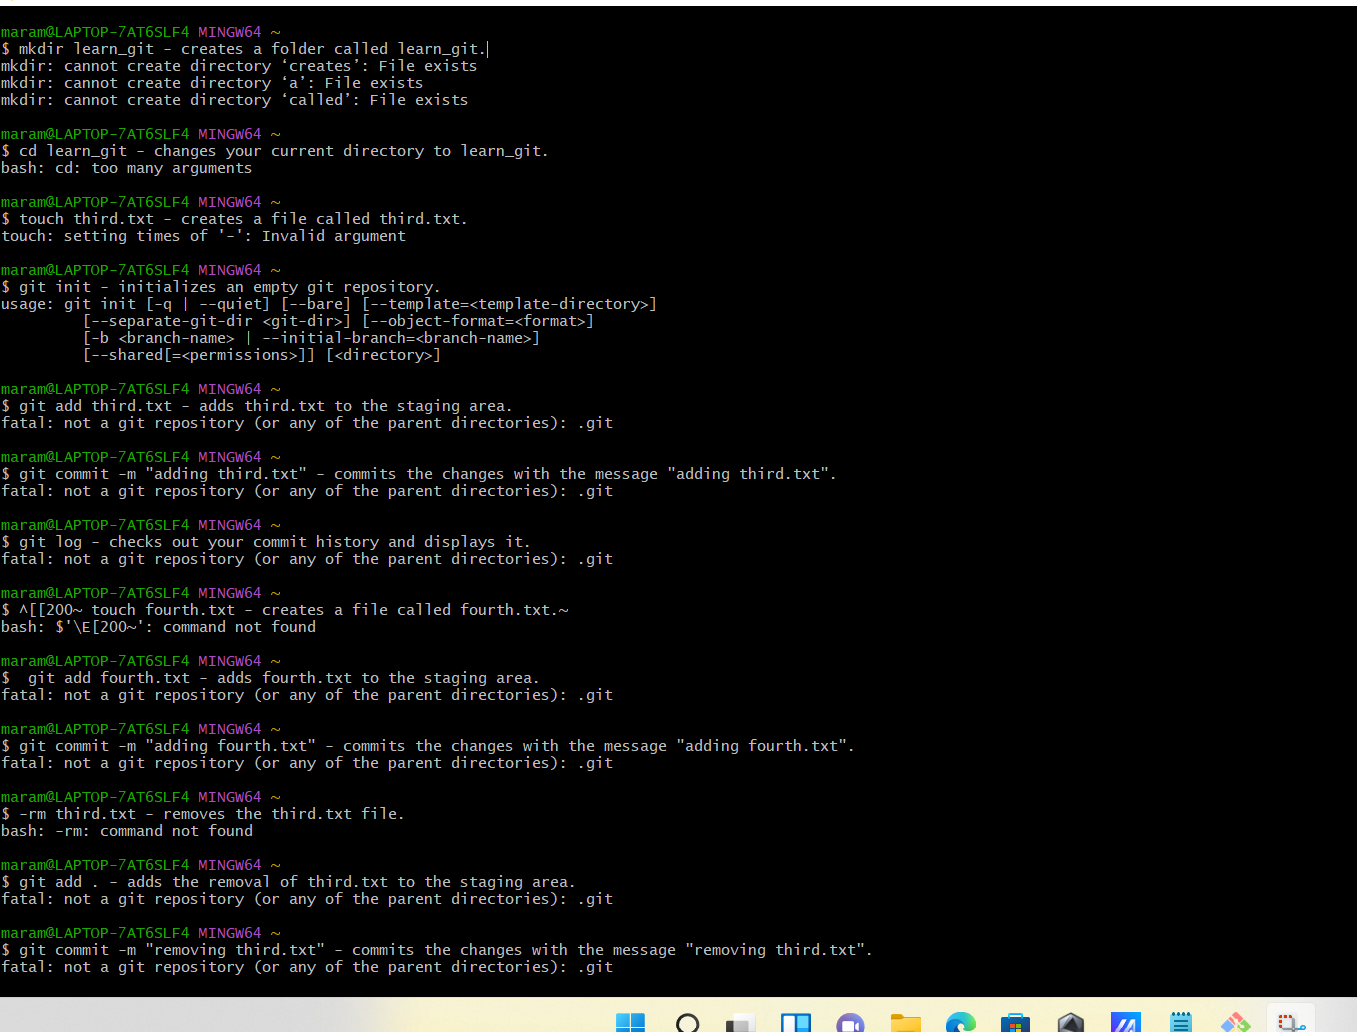 maram@LAPTOP-7AT6SLF4 MINGW64 ~
$ mkdir learn_git - creates a folder called learn_git.
mkdir: cannot create directory ‘creates’: File exists
mkdir: cannot create directory ‘a’: File exists
mkdir: cannot create directory ‘called’: File exists
maram@LAPTOP-7AT6SLF4 MINGW64 ~
$ cd learn_git - changes your current directory to learn_git.
bash: cd: too many arguments
maram@LAPTOP-7AT6SLF4 MINGW64 ~
$ touch third.txt - creates a file called third.txt.
touch: setting times of '-': Invalid argument
maram@LAPTOP-7AT6SLF4 MINGW64 ~
$ git init - initializes an empty git repository.
usage: git init [-q | --quiet] [--bare] [--template=<template-directory>]
         [--separate-git-dir <git-dir>] [--object-format=<format>]
         [-b <branch-name> | --initial-branch=<branch-name>]
         [--shared[=<permissions>]] [<directory>]
maram@LAPTOP-7AT6SLF4 MINGW64 ~
$ git add third.txt - adds third.txt to the staging area.
fatal: not a git repository (or any of the parent directories): .git
maram@LAPTOP-7AT6SLF4 MINGW64 ~
$ git commit -m "adding third.txt" - commits the changes with the message "adding third.txt".
fatal: not a git repository (or any of the parent directories): .git
maram@LAPTOP-7AT6SLF4 MINGW64 ~
$ git log - checks out your commit history and displays it.
fatal: not a git repository (or any of the parent directories): .git
maram@LAPTOP-7AT6SLF4 MINGW64 ~
$ ^[[200~ touch fourth.txt - creates a file called fourth.txt.~
bash: $'\E[200~': command not found
maram@LAPTOP-7AT6SLF4 MINGW64 ~
$  git add fourth.txt - adds fourth.txt to the staging area.
fatal: not a git repository (or any of the parent directories): .git
maram@LAPTOP-7AT6SLF4 MINGW64 ~
$ git commit -m "adding fourth.txt" - commits the changes with the message "adding fourth.txt".
fatal: not a git repository (or any of the parent directories): .git
maram@LAPTOP-7AT6SLF4 MINGW64 ~
$ -rm third.txt - removes the third.txt file.
bash: -rm: command not found
maram@LAPTOP-7AT6SLF4 MINGW64 ~
$ git add . - adds the removal of third.txt to the staging area.
fatal: not a git repository (or any of the parent directories): .git
maram@LAPTOP-7AT6SLF4 MINGW64 ~
$ git commit -m "removing third.txt" - commits the changes with the message "removing third.txt".
fatal: not a git repository (or any of the parent directories): .git